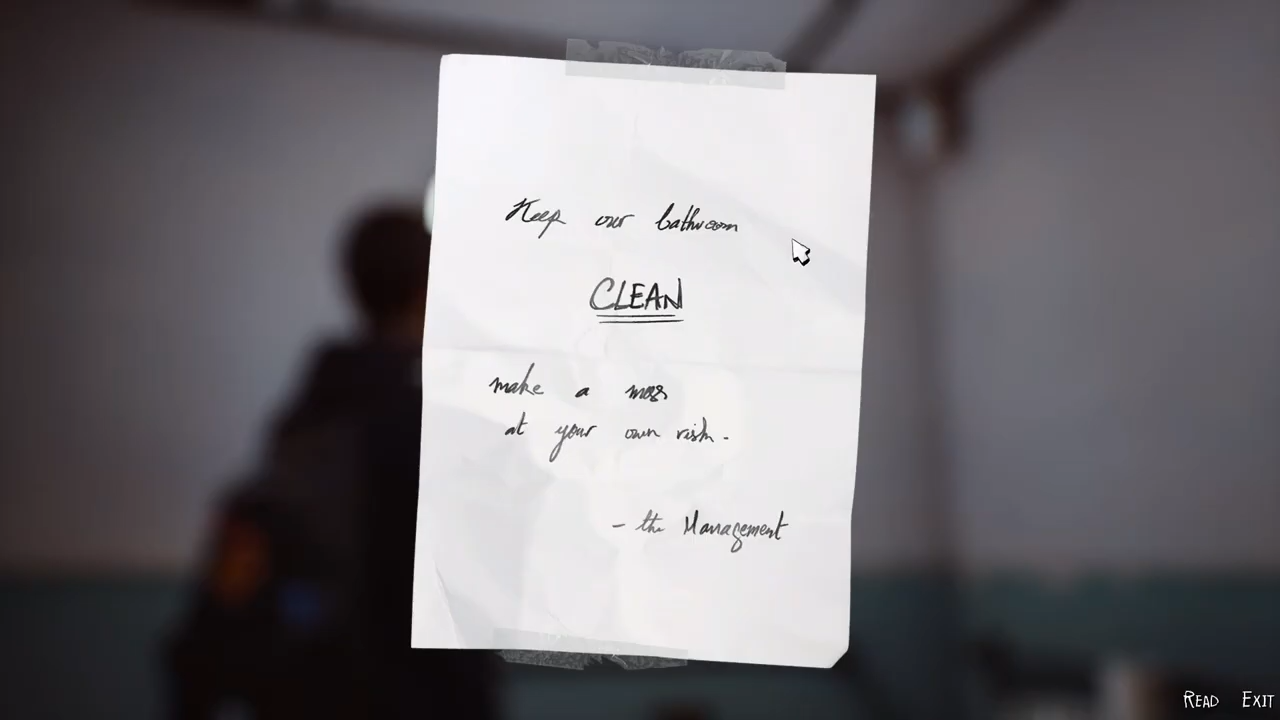 Keep our bathroom
CLEAN
make a mess
at your own risk.
- the Management
READ EXIT